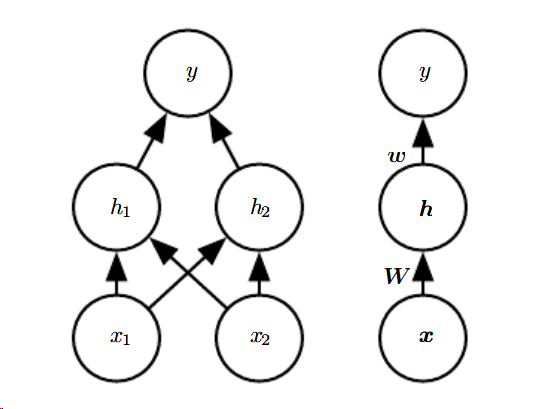 y y
w
h₁ h₂ h
W
x₁ x₂ x